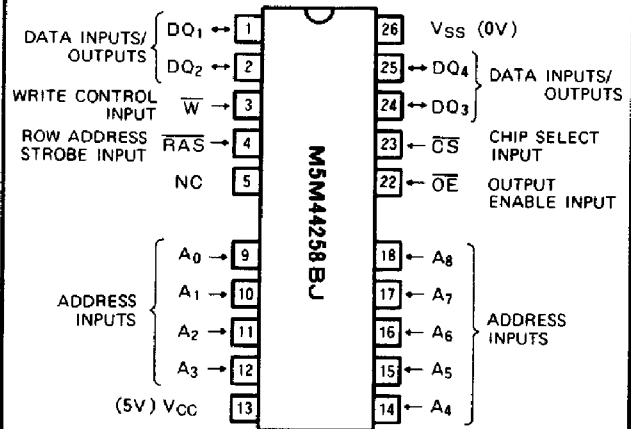 DATA INPUTS/
OUTPUTS
DQ1 ↔ 1
DQ2 ↔ 2
WRITE CONTROL
INPUT
W̅ → 3
ROW ADDRESS
STROBE INPUT
R̅A̅S̅ → 4
NC 5
ADDRESS
INPUTS
A0 → 9
A1 → 10
A2 → 11
A3 → 12
(5V) VCC 13
M5M44258BJ
26 VSS (0V)
25 ↔ DQ4
24 ↔ DQ3
DATA INPUTS/
OUTPUTS
23 ← C̅S̅
CHIP SELECT
INPUT
22 ← O̅E̅
OUTPUT
ENABLE INPUT
18 ← A8
17 ← A7
16 ← A6
15 ← A5
14 ← A4
ADDRESS
INPUTS